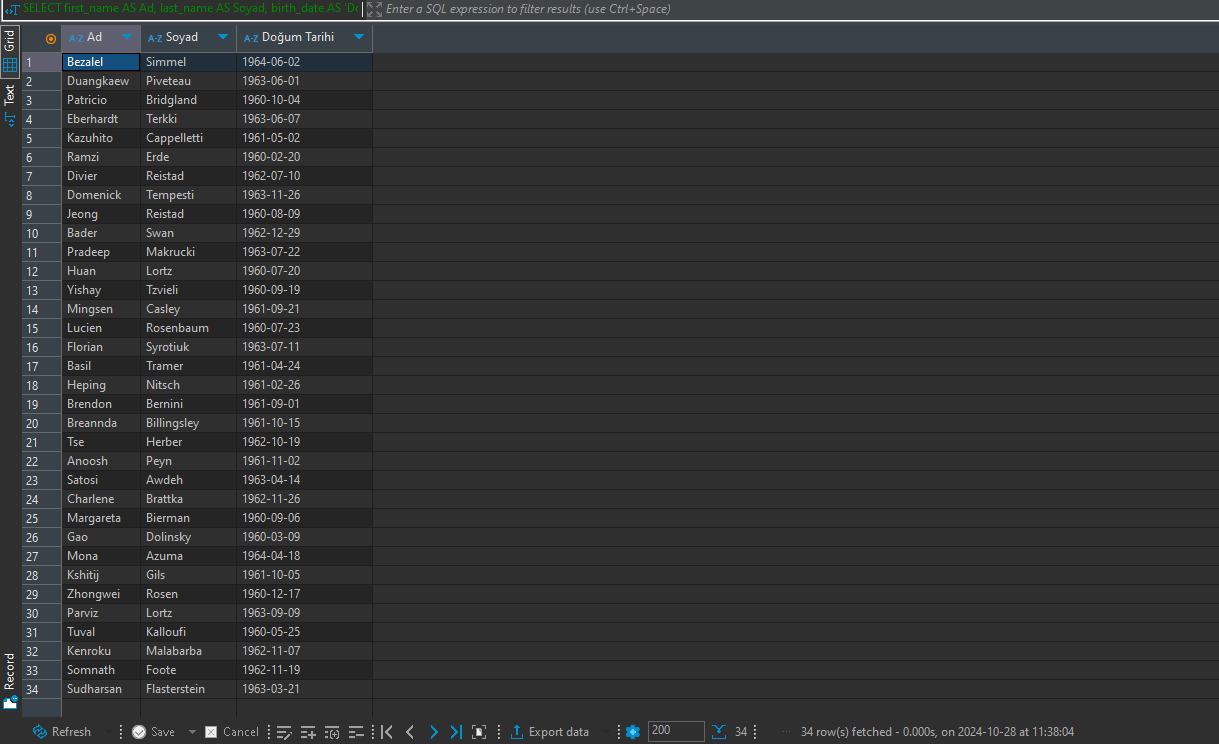 SELECT first_name AS Ad, last_name AS Soyad, birth_date AS 'Do Enter a SQL expression to filter results (use Ctrl+Space)
Grid
Text
Record
A-Z Ad A-Z Soyad A-Z Doğum Tarihi
1 Bezalel Simmel 1964-06-02
2 Duangkaew Piveteau 1963-06-01
3 Patricio Bridgland 1960-10-04
4 Eberhardt Terkki 1963-06-07
5 Kazuhito Cappelletti 1961-05-02
6 Ramzi Erde 1960-02-20
7 Divier Reistad 1962-07-10
8 Domenick Tempesti 1963-11-26
9 Jeong Reistad 1960-08-09
10 Bader Swan 1962-12-29
11 Pradeep Makrucki 1963-07-22
12 Huan Lortz 1960-07-20
13 Yishay Tzvieli 1960-09-19
14 Mingsen Casley 1961-09-21
15 Lucien Rosenbaum 1960-07-23
16 Florian Syrotiuk 1963-07-11
17 Basil Tramer 1961-04-24
18 Heping Nitsch 1961-02-26
19 Brendon Bernini 1961-09-01
20 Breannda Billingsley 1961-10-15
21 Tse Herber 1962-10-19
22 Anoosh Peyn 1961-11-02
23 Satosi Awdeh 1963-04-14
24 Charlene Brattka 1962-11-26
25 Margareta Bierman 1960-09-06
26 Gao Dolinsky 1960-03-09
27 Mona Azuma 1964-04-18
28 Kshitij Gils 1961-10-05
29 Zhongwei Rosen 1960-12-17
30 Parviz Lortz 1963-09-09
31 Tuval Kalloufi 1960-05-25
32 Kenroku Malabarba 1962-11-07
33 Somnath Foote 1962-11-19
34 Sudharsan Flasterstein 1963-03-21
Refresh Save Cancel Export data 200 34 34 row(s) fetched - 0.000s, on 2024-10-28 at 11:38:04